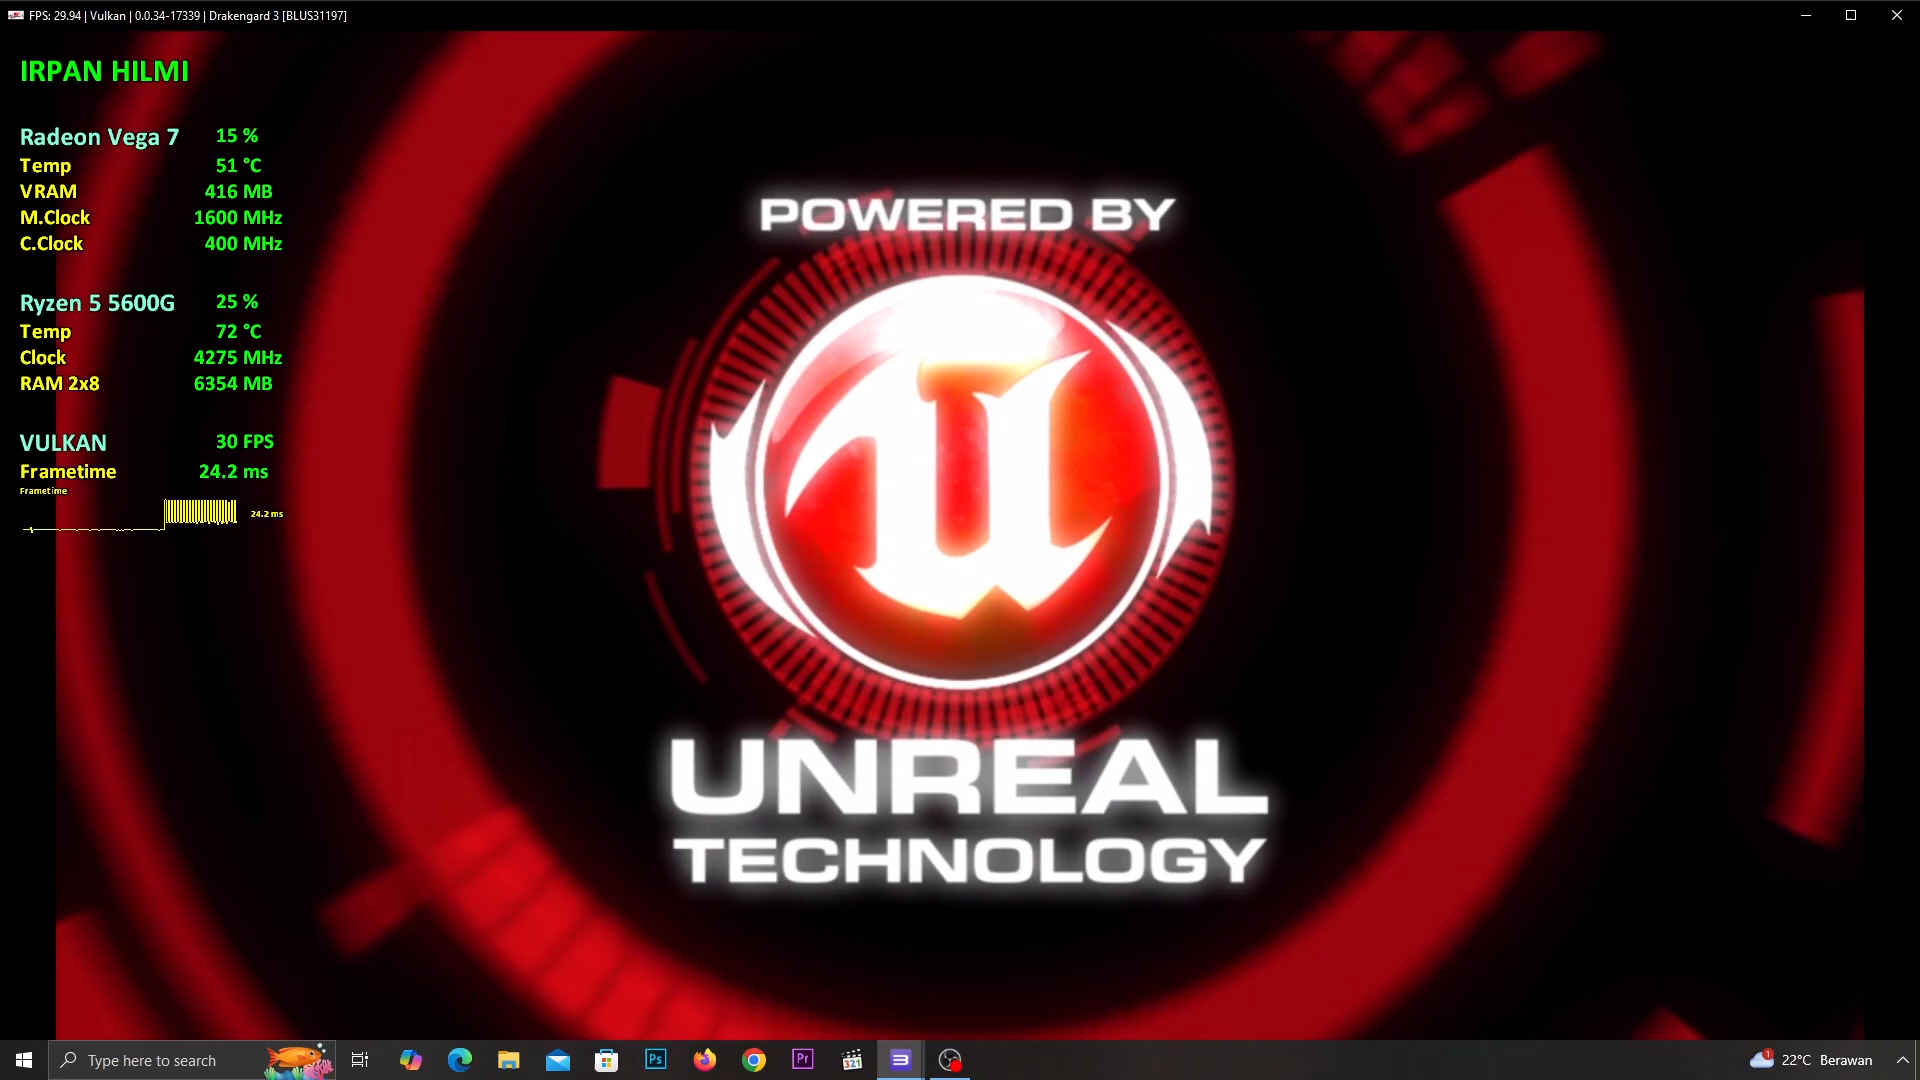 FPS: 29.94 | Vulkan | 0.0.34-17339 | Drakengard 3 [BLUS31197]
IRPAN HILMI
Radeon Vega 7 15 %
Temp 51 °C
VRAM 416 MB
M.Clock 1600 MHz
C.Clock 400 MHz
Ryzen 5 5600G 25 %
Temp 72 °C
Clock 4275 MHz
RAM 2x8 6354 MB
VULKAN 30 FPS
Frametime 24.2 ms
Frametime
24.2 ms
POWERED BY
UNREAL
TECHNOLOGY
Type here to search
Ps
Pr
321
1
22°C Berawan